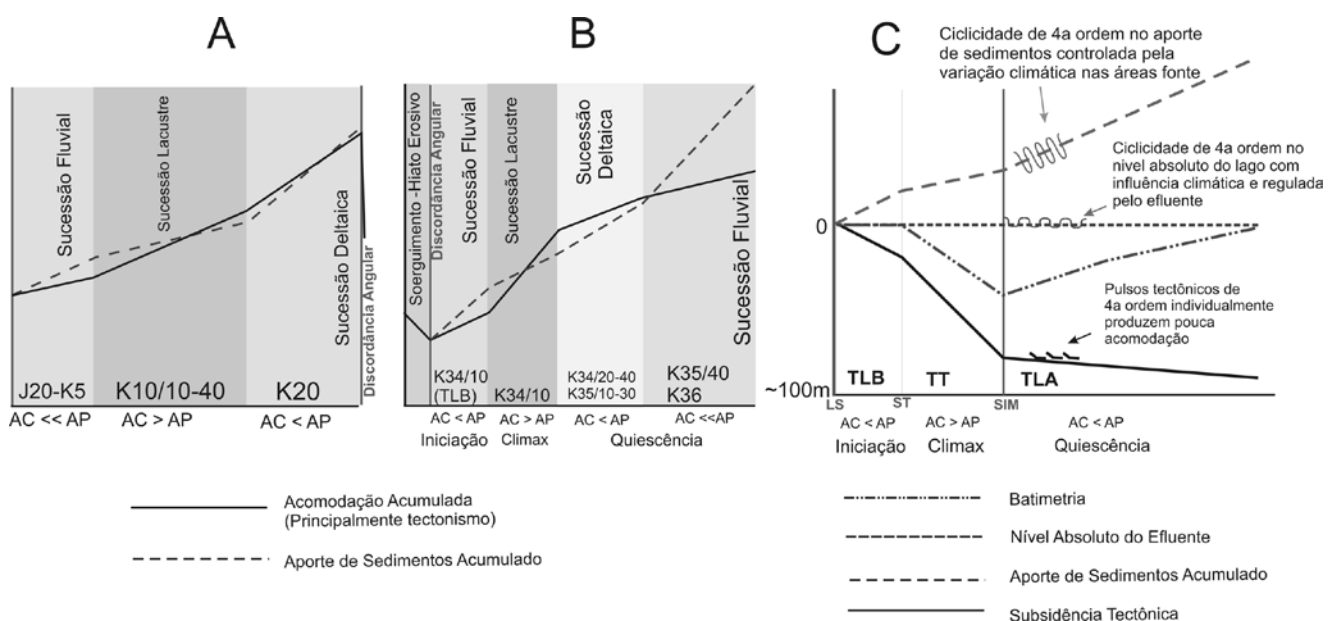 A
Sucessão Fluvial
Sucessão Lacustre
Sucessão Deltaica
Discordância Angular
J20-K5
K10/10-40
K20
AC << AP
AC > AP
AC < AP
B
Soerguimento -Hiato Erosivo
Discordância Angular
Sucessão Fluvial
Sucessão Lacustre
Sucessão
Deltaica
Sucessão Fluvial
K34/10
(TLB)
K34/10
K34/20-40
K35/10-30
K35/40
K36
AC < AP
AC > AP
AC < AP
AC <<AP
Iniciação
Climax
Quiescência
C
Ciclicidade de 4a ordem no aporte
de sedimentos controlada pela
variação climática nas áreas fonte
Ciclicidade de 4a ordem no
nivel absoluto do lago com
influência climática e regulada
pelo efluente
0
Pulsos tectônicos de
4a ordem individualmente
produzem pouca
acomodação
~100m
TLB
TT
TLA
LS
ST
SIM
AC < AP
AC > AP
AC < AP
Iniciação
Climax
Quiescência
Acomodação Acumulada
(Principalmente tectonismo)
Aporte de Sedimentos Acumulado
Batimetria
Nível Absoluto do Efluente
Aporte de Sedimentos Acumulado
Subsidência Tectônica